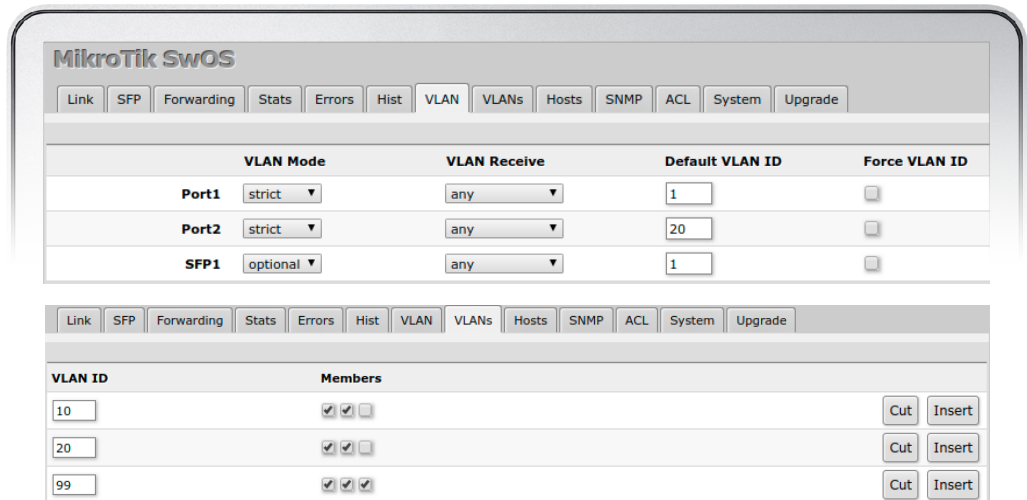 MikroTik SwOS
Link SFP Forwarding Stats Errors Hist VLAN VLANs Hosts SNMP ACL System Upgrade
VLAN Mode VLAN Receive Default VLAN ID Force VLAN ID
Port1 strict any 1
Port2 strict any 20
SFP1 optional any 1
Link SFP Forwarding Stats Errors Hist VLAN VLANs Hosts SNMP ACL System Upgrade
VLAN ID Members
10 Cut Insert
20 Cut Insert
99 Cut Insert